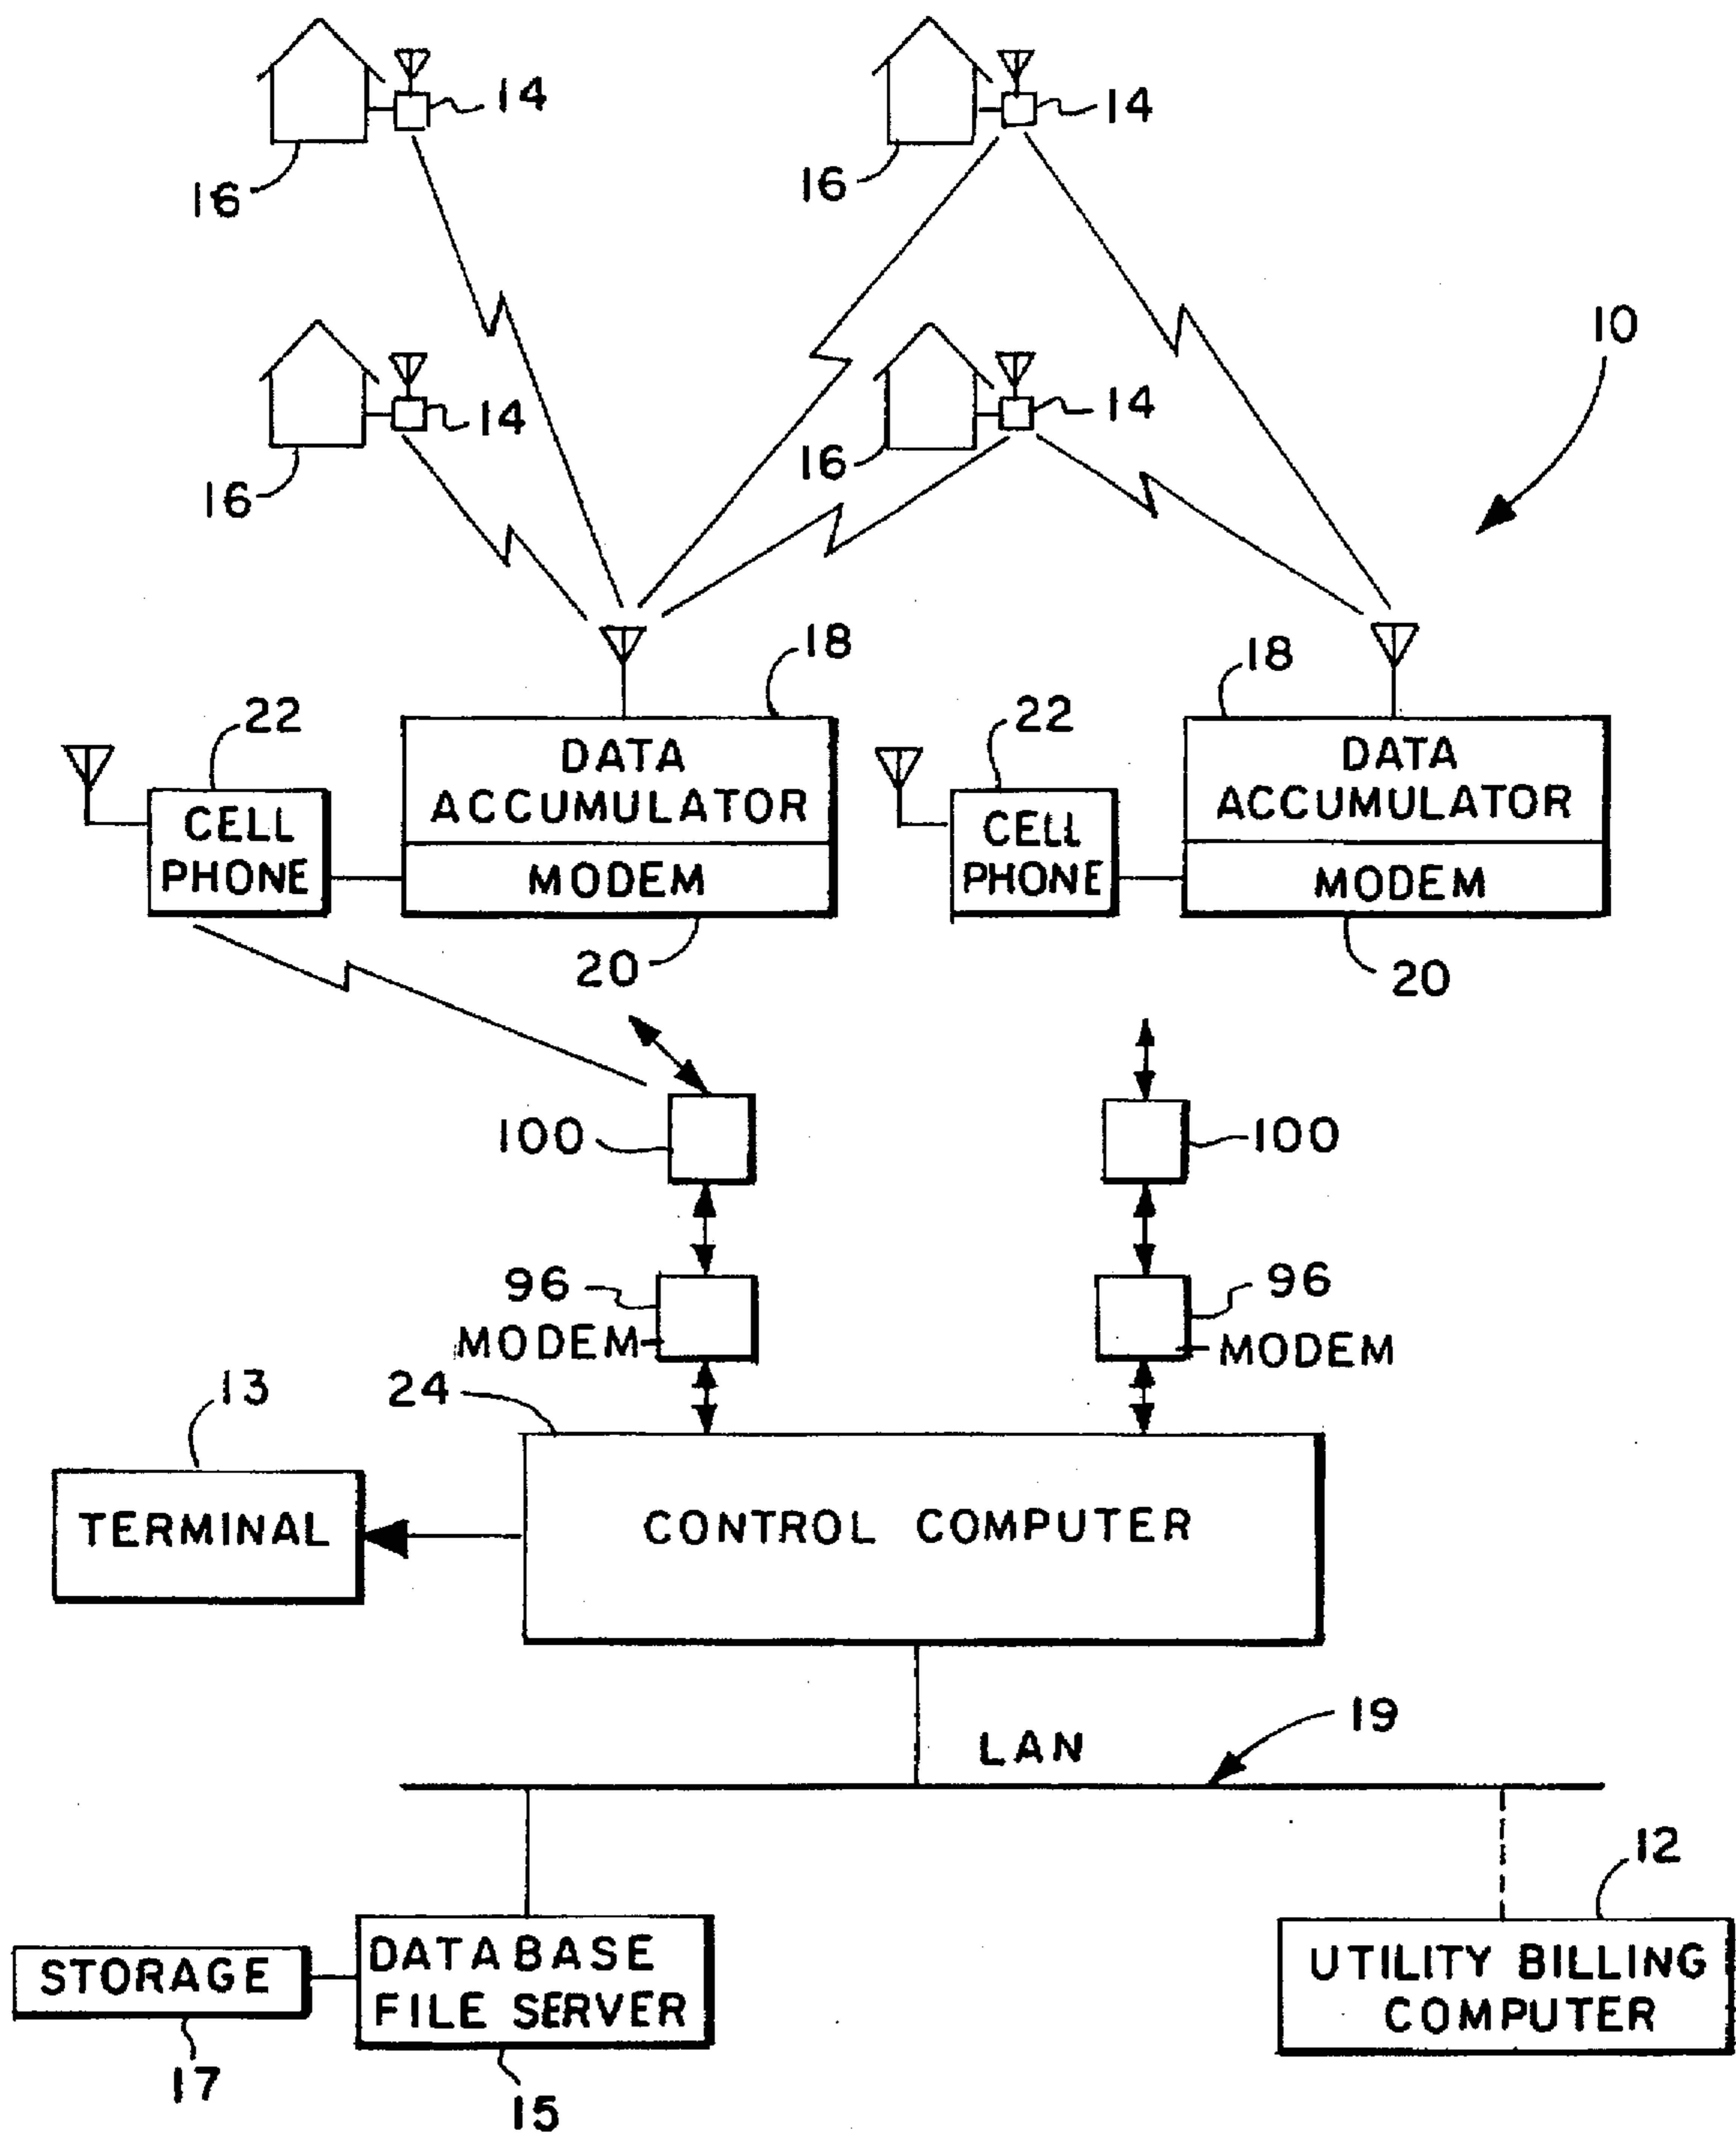 14
14
16
16
10
14
14
16
16
18
18
22
22
DATA
ACCUMULATOR
MODEM
CELL
PHONE
DATA
ACCUMULATOR
MODEM
CELL
PHONE
20
20
100
100
96
MODEM
96
MODEM
24
13
TERMINAL
CONTROL COMPUTER
LAN
19
12
STORAGE
DATABASE
FILE SERVER
UTILITY BILLING
COMPUTER
17
15